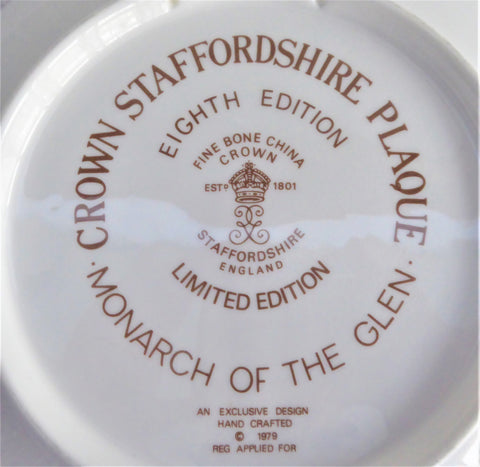 CROWN STAFFORDSHIRE PLAQUE
EIGHTH EDITION
FINE BONE CHINA
CROWN
ESTD 1801
STAFFORDSHIRE
ENGLAND
LIMITED EDITION
· MONARCH OF THE GLEN ·
AN EXCLUSIVE DESIGN
HAND CRAFTED
© 1979
REG APPLIED FOR